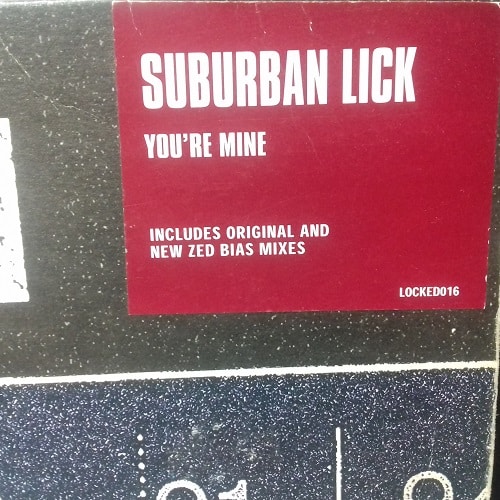 SUBURBAN LICK
YOU'RE MINE
INCLUDES ORIGINAL AND
NEW ZED BIAS MIXES
LOCKED016